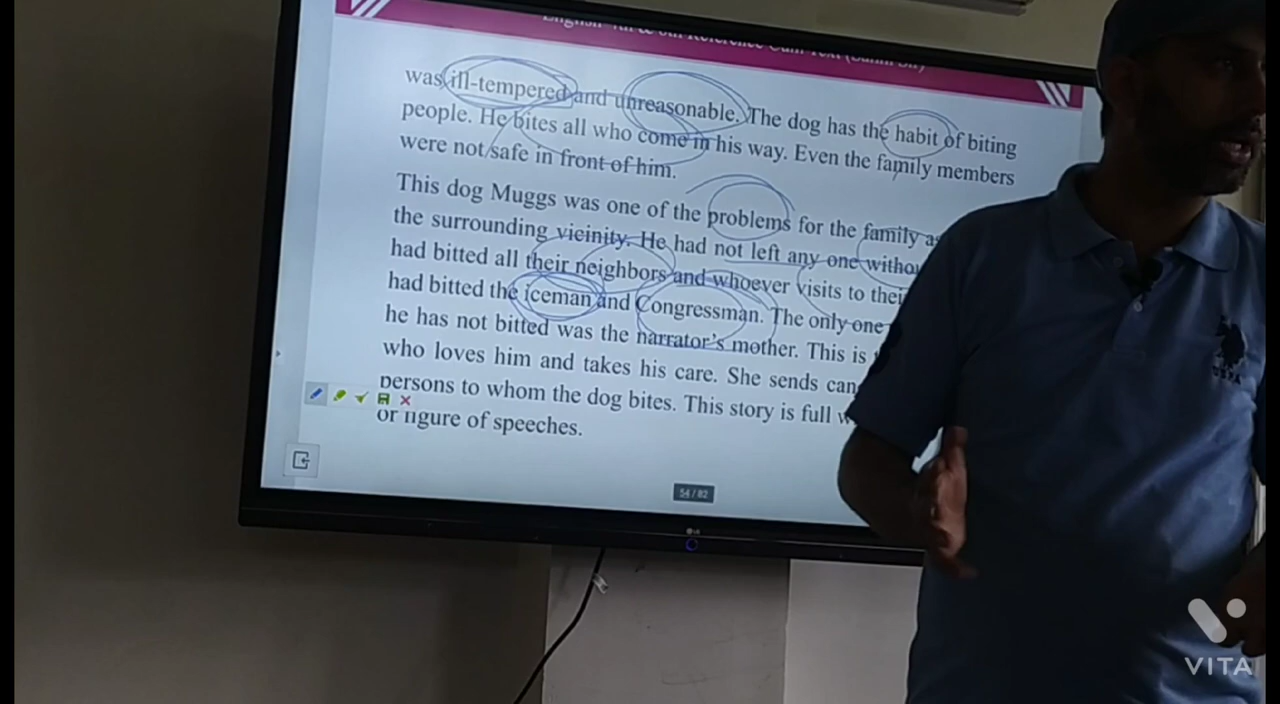 English
was ill-tempered and unreasonable. The dog has the habit of biting
people. He bites all who come in his way. Even the family members
were not safe in front of him.
This dog Muggs was one of the problems for the family
the surrounding vicinity. He had not left any one
had bitted all their neighbors and whoever visits to
had bitted the iceman and Congressman. The only one
he has not bitted was the narrator's mother. This is
who loves him and takes his care. She sends
persons to whom the dog bites. This story is full
or figure of speeches.
54 / 82
LG
VITA